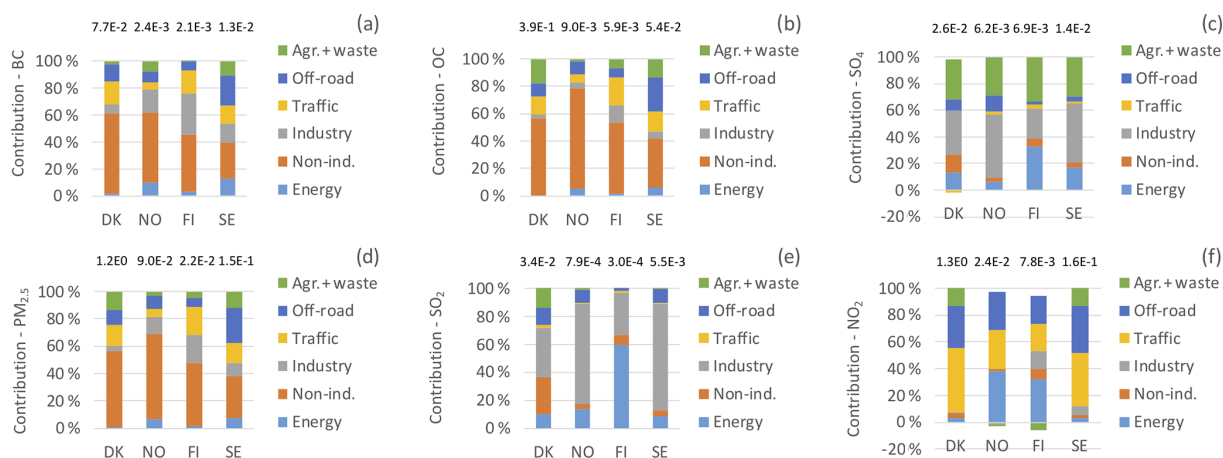 (a)
7.7E-2 2.4E-3 2.1E-3 1.3E-2
Contribution - BC
100 %
80 %
60 %
40 %
20 %
0 %
DK NO FI SE
Agr.+ waste
Off-road
Traffic
Industry
Non-ind.
Energy
(b)
3.9E-1 9.0E-3 5.9E-3 5.4E-2
Contribution - OC
100 %
80 %
60 %
40 %
20 %
0 %
DK NO FI SE
Agr.+ waste
Off-road
Traffic
Industry
Non-ind.
Energy
(c)
2.6E-2 6.2E-3 6.9E-3 1.4E-2
Contribution - SO4
100 %
80 %
60 %
40 %
20 %
0 %
-20 %
DK NO FI SE
Agr.+ waste
Off-road
Traffic
Industry
Non-ind.
Energy
(d)
1.2E0 9.0E-2 2.2E-2 1.5E-1
Contribution - PM2.5
100 %
80 %
60 %
40 %
20 %
0 %
DK NO FI SE
Agr.+ waste
Off-road
Traffic
Industry
Non-ind.
Energy
(e)
3.4E-2 7.9E-4 3.0E-4 5.5E-3
Contribution - SO2
100 %
80 %
60 %
40 %
20 %
0 %
DK NO FI SE
Agr.+ waste
Off-road
Traffic
Industry
Non-ind.
Energy
(f)
1.3E0 2.4E-2 7.8E-3 1.6E-1
Contribution - NO2
100 %
80 %
60 %
40 %
20 %
0 %
-20 %
DK NO FI SE
Agr.+ waste
Off-road
Traffic
Industry
Non-ind.
Energy